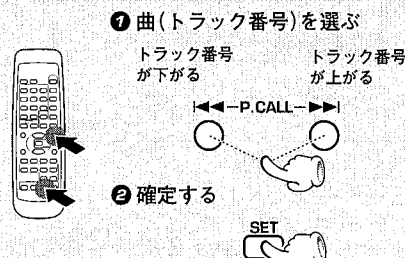 ❶ 曲(トラック番号)を選ぶ
トラック番号
が下がる
トラック番号
が上がる
I◀◀ –P.CALL– ▶▶I
❷ 確定する
SET